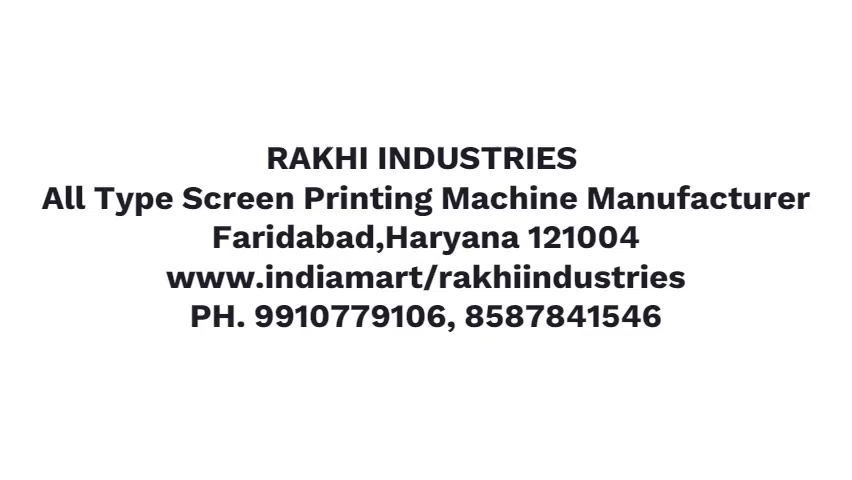 RAKHI INDUSTRIES
All Type Screen Printing Machine Manufacturer
Faridabad,Haryana 121004
www.indiamart/rakhiindustries
PH. 9910779106, 8587841546